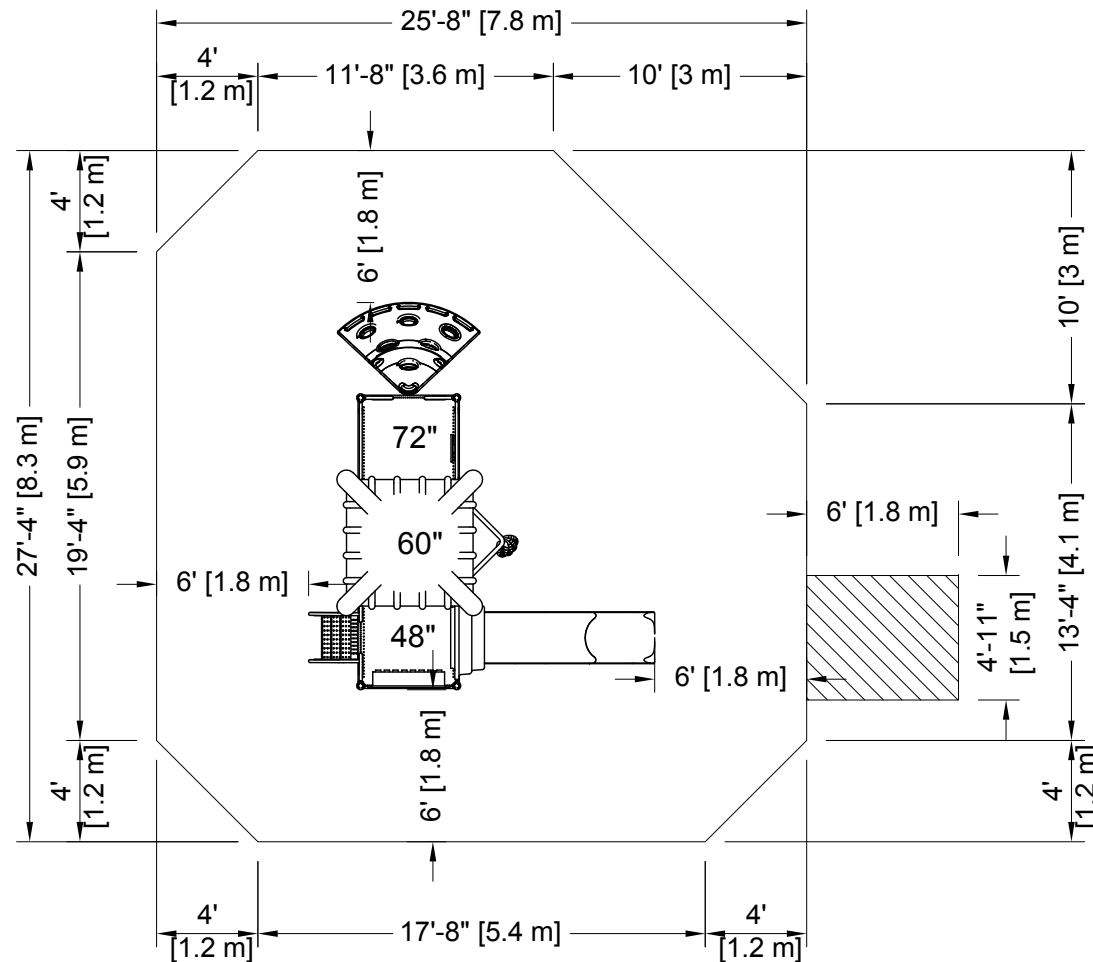 25'-8" [7.8 m]
4'
[1.2 m]
11'-8" [3.6 m]
10' [3 m]
4'
[1.2 m]
6' [1.8 m]
10' [3 m]
27'-4" [8.3 m]
19'-4" [5.9 m]
72"
60"
48"
6' [1.8 m]
6' [1.8 m]
4'-11"
[1.5 m]
13'-4" [4.1 m]
6' [1.8 m]
6' [1.8 m]
4'
[1.2 m]
4'
[1.2 m]
4'
[1.2 m]
17'-8" [5.4 m]
4'
[1.2 m]